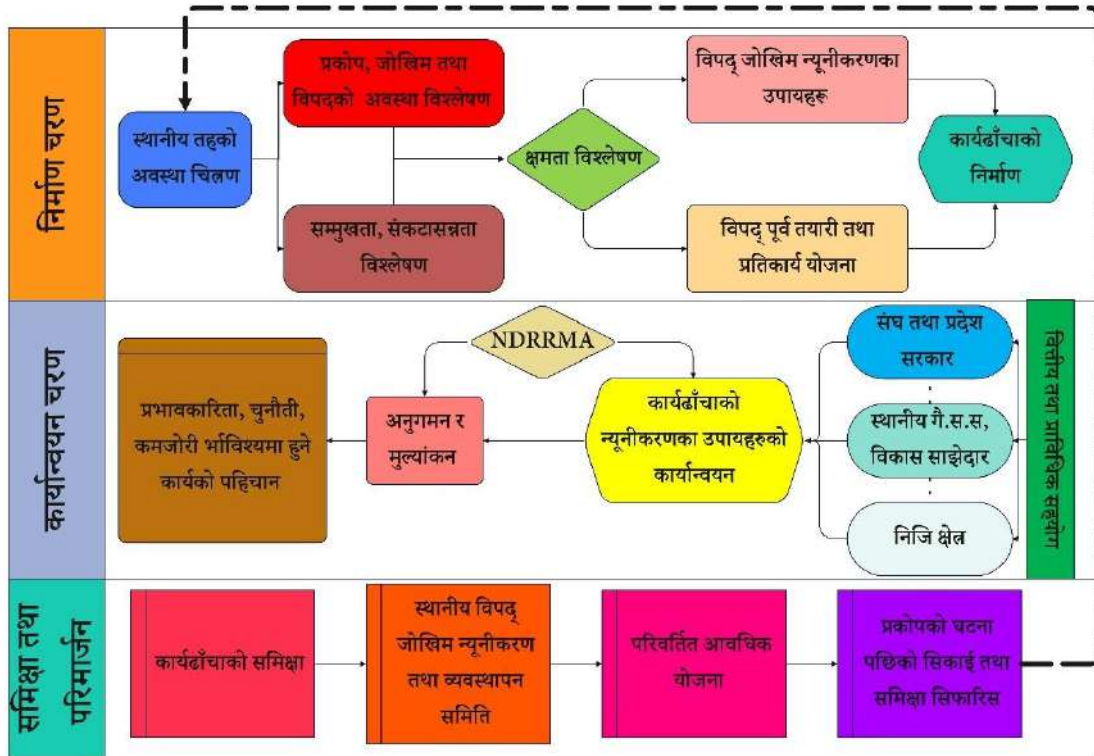 निर्माण चरण
स्थानीय तहको
अवस्था चित्रण
प्रकोप, जोखिम तथा
विपदको अवस्था विश्लेषण
सम्मुखता, संकटासन्नता
विश्लेषण
क्षमता विश्लेषण
विपद् जोखिम न्यूनीकरणका
उपायहरू
विपद् पूर्व तयारी तथा
प्रतिकार्य योजना
कार्यढाँचाको
निर्माण
कार्यान्वयन चरण
प्रभावकारिता, चुनौती,
कमजोरी र्भाविश्यमा हुने
कार्यको पहिचान
NDRRMA
अनुगमन र
मुल्यांकन
कार्यढाँचाको
न्यूनीकरणका उपायहरुको
कार्यान्वयन
संघ तथा प्रदेश
सरकार
स्थानीय गै.स.स,
विकास साझेदार
निजि क्षेत्र
वित्तीय तथा प्राविधिक सहयोग
समिक्षा तथा
परिमार्जन
कार्यढाँचाको समिक्षा
स्थानीय विपद्
जोखिम न्यूनीकरण
तथा व्यवस्थापन
समिति
परिवर्तित आवधिक
योजना
प्रकोपको घटना
पछिको सिकाई तथा
समिक्षा सिफारिस